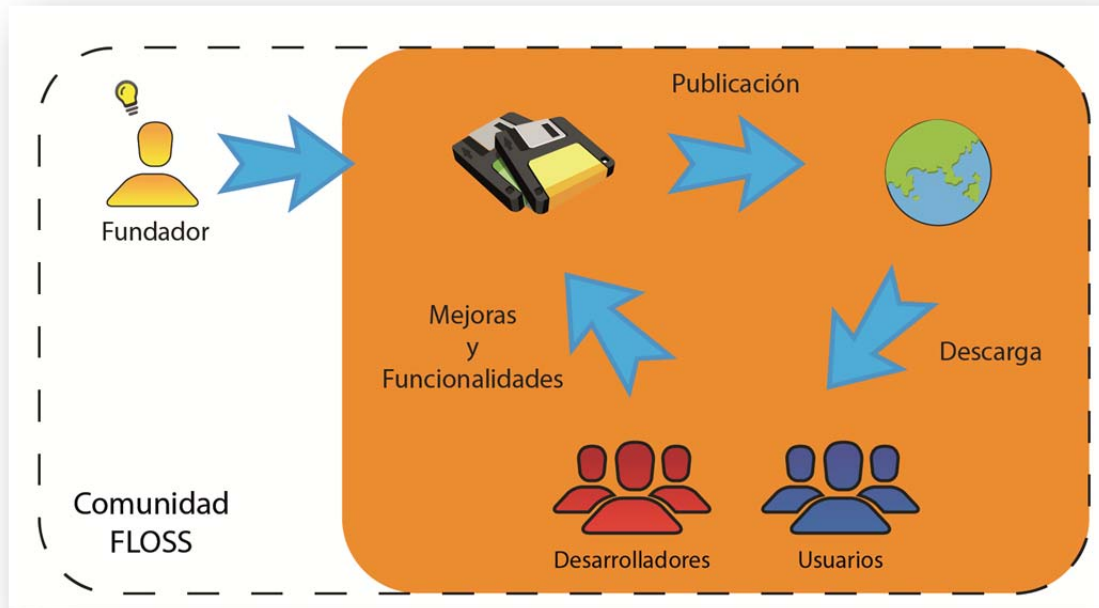 Publicación
Fundador
Mejoras
y
Funcionalidades
Descarga
Comunidad
FLOSS
Desarrolladores
Usuarios